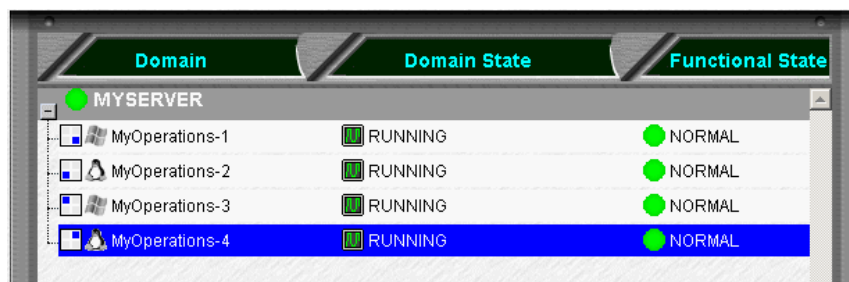 Domain Domain State Functional State
MYSERVER
MyOperations-1 RUNNING NORMAL
MyOperations-2 RUNNING NORMAL
MyOperations-3 RUNNING NORMAL
MyOperations-4 RUNNING NORMAL